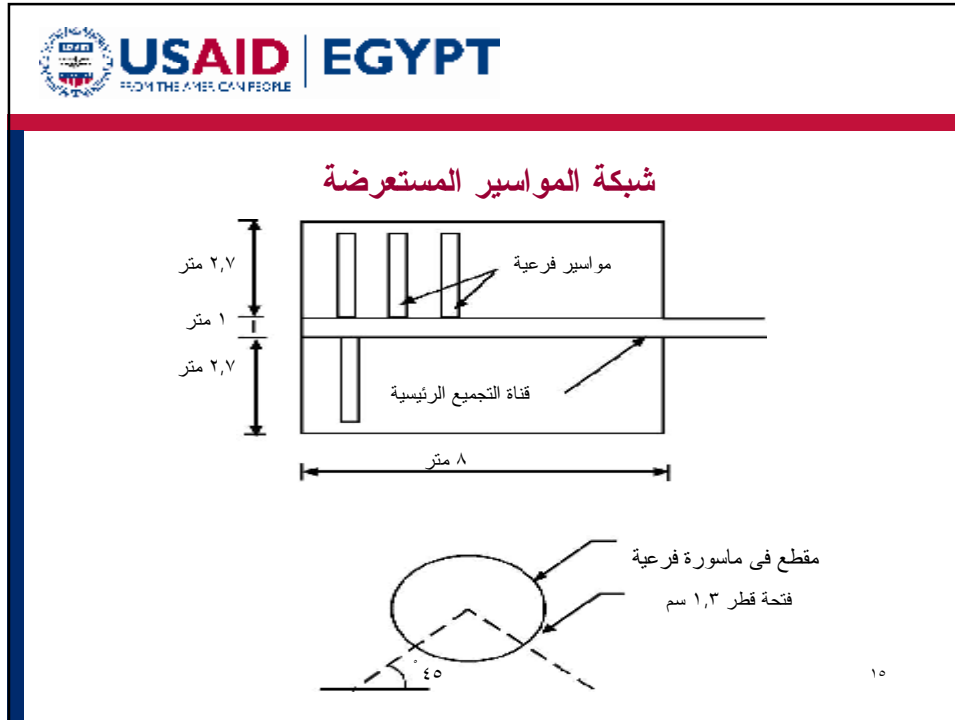 USAID | EGYPT
FROM THE AMERICAN PEOPLE
شبكة المواسير المستعرضة
٢,٧ متر
مواسير فرعية
١ متر
٢,٧ متر
قناة التجميع الرئيسية
٨ متر
مقطع فى ماسورة فرعية
فتحة قطر ١,٣ سم
٤٥°
١٥